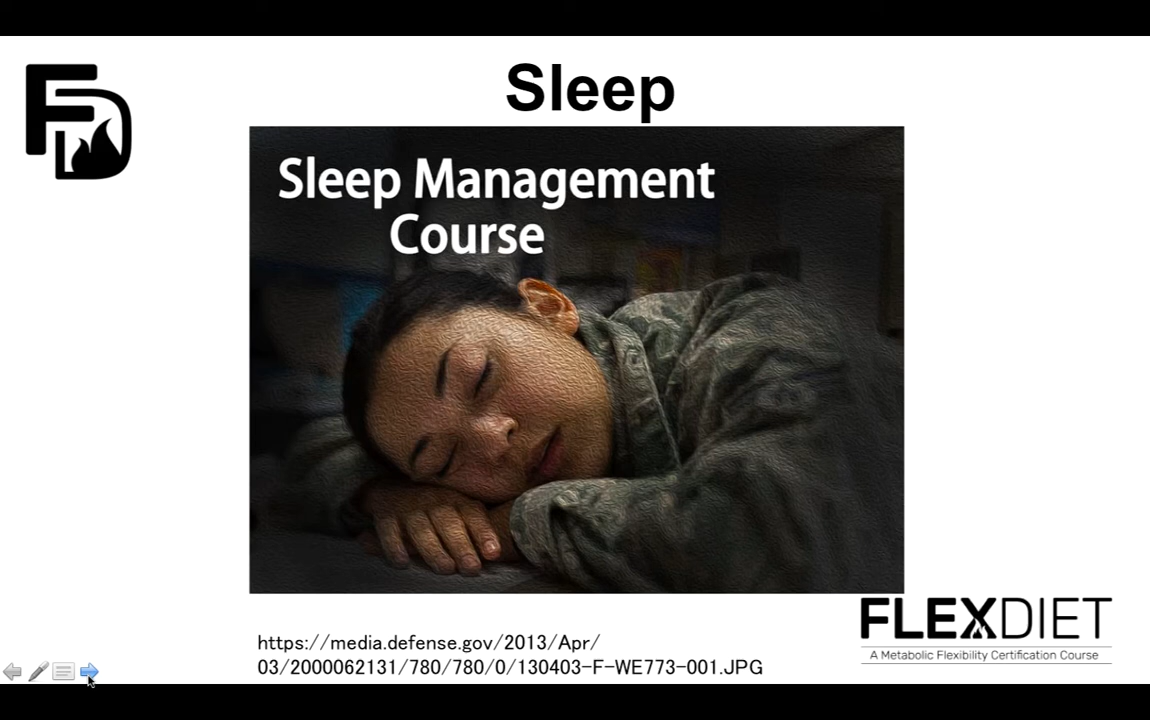 Sleep
Sleep Management
Course
https://media.defense.gov/2013/Apr/
03/2000062131/780/780/0/130403-F-WE773-001.JPG
FD
FLEXDIET
A Metabolic Flexibility Certification Course